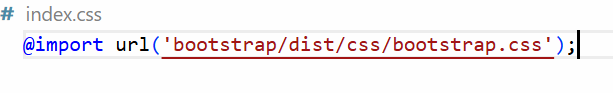 # index.css
@import url('bootstrap/dist/css/bootstrap.css');